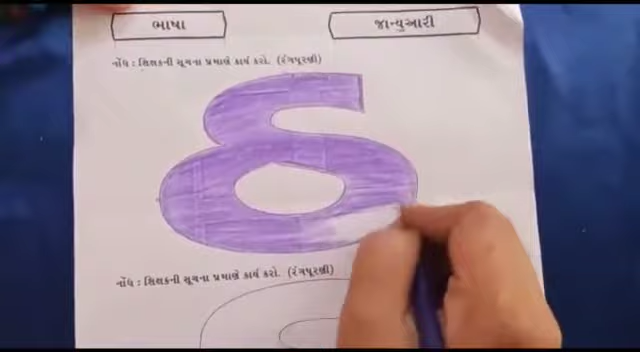 ભાષા
જાન્યુઆરી
નોંધ : શિક્ષકની સૂચના પ્રમાણે કાર્ય કરો. (રંગપૂરણી)
ઠ
નોંધ : શિક્ષકની સૂચના પ્રમાણે કાર્ય કરો. (રંગપૂરણી)